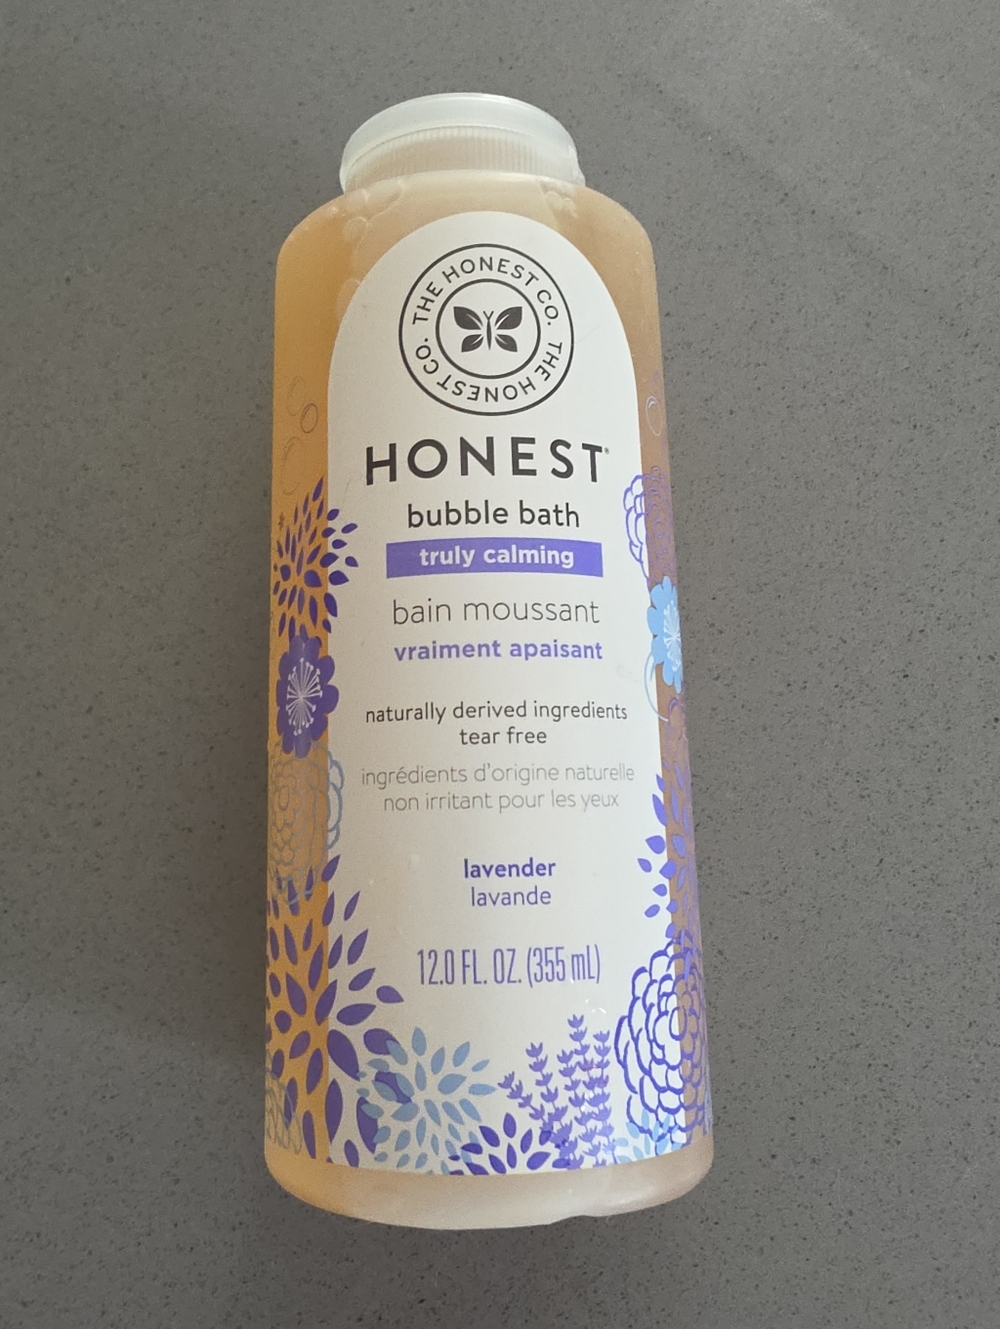 THE HONEST CO. THE HONEST CO.
HONEST
bubble bath
truly calming
bain moussant
vraiment apaisant
naturally derived ingredients
tear free
ingrédients d'origine naturelle
non irritant pour les yeux
lavender
lavande
12.0 FL. OZ. (355 mL)